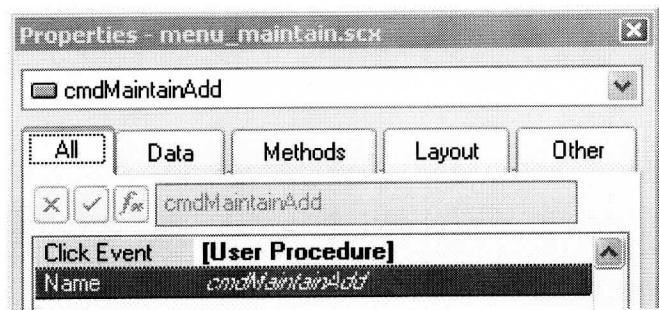 Properties - menu_maintain.scx
cmdMaintainAdd
All Data Methods Layout Other
cmdMaintainAdd
Click Event [User Procedure]
Name cmdMaintainAdd